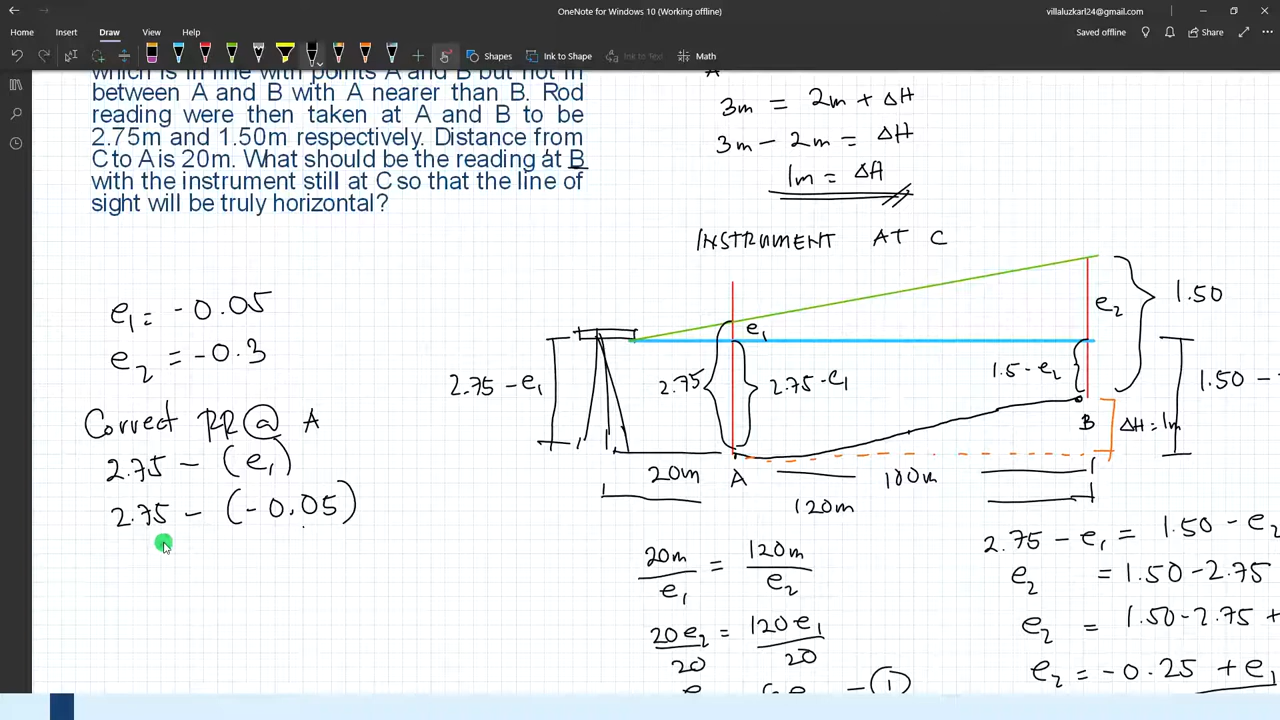 OneNote for Windows 10 (Working offline)
villaluzkarl24@gmail.com
Home Insert Draw View Help
Saved offline
Share
Shapes Ink to Shape Ink to Text Math
which is in line with points A and B but not in
between A and B with A nearer than B. Rod
reading were then taken at A and B to be
2.75m and 1.50m respectively. Distance from
C to A is 20m. What should be the reading at B
with the instrument still at C so that the line of
sight will be truly horizontal?
e1 = -0.05
e2 = -0.3
Correct RR @ A
2.75 - (e1)
2.75 - (-0.05)
A
3m = 2m + ΔH
3m - 2m = ΔH
1m = ΔH
INSTRUMENT AT C
e1
e2
1.50
2.75 - e1
2.75
2.75 - e1
1.5 - e2
1.50 -
B
ΔH = 1m
20m
A
100m
120m
20m/e1 = 120m/e2
20e2/20 = 120e1/20
- (1)
2.75 - e1 = 1.50 - e2
e2 = 1.50 - 2.75
e2 = 1.50 - 2.75 +
e2 = -0.25 + e1